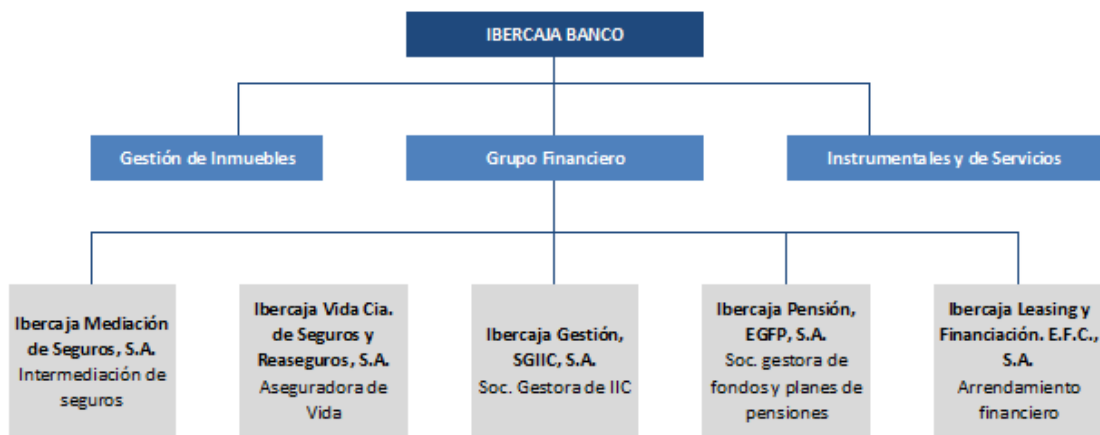 IBERCAJA BANCO
Gestión de Inmuebles
Grupo Financiero
Instrumentales y de Servicios
Ibercaja Mediación
de Seguros, S.A.
Intermediación de
seguros
Ibercaja Vida Cia.
de Seguros y
Reaseguros, S.A.
Aseguradora de
Vida
Ibercaja Gestión,
SGIIC, S.A.
Soc. Gestora de IIC
Ibercaja Pensión,
EGFP, S.A.
Soc. gestora de
fondos y planes de
pensiones
Ibercaja Leasing y
Financiación. E.F.C.,
S.A.
Arrendamiento
financiero